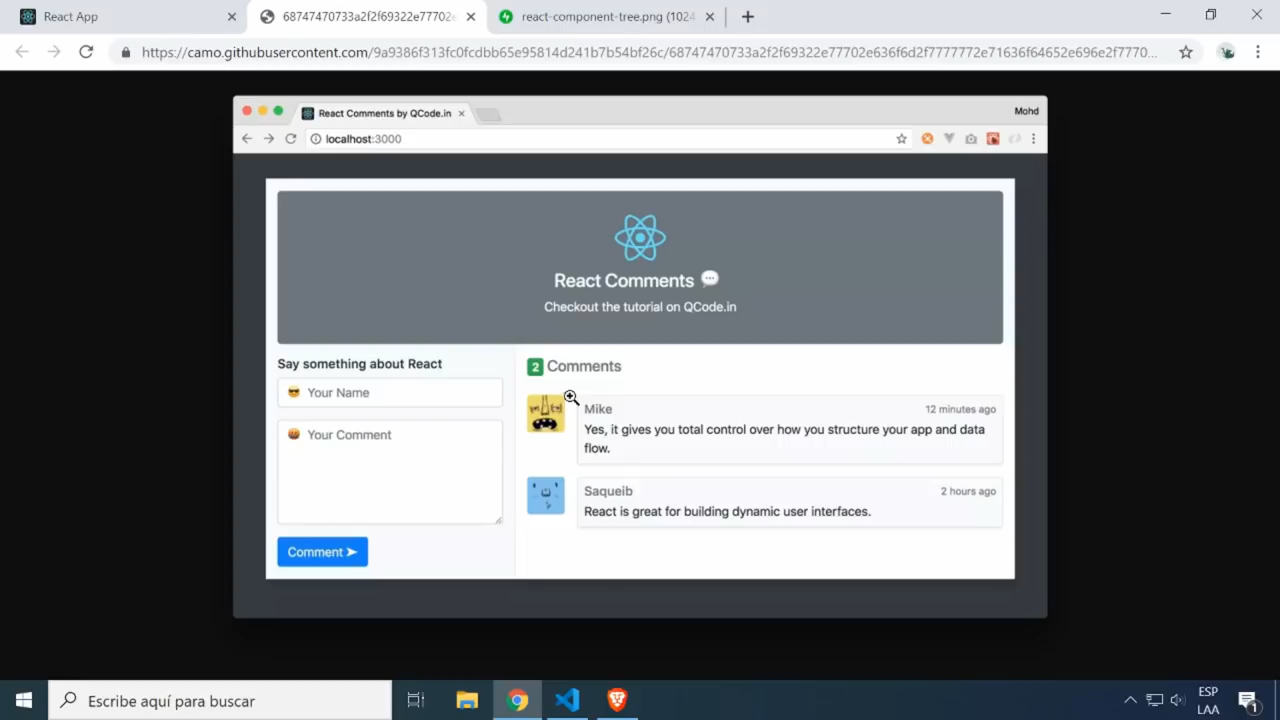 React App
68747470733a2f2f69322e77702e
react-component-tree.png (1024
https://camo.githubusercontent.com/9a9386f313fc0fcdbb65e95814d241b7b54bf26c/68747470733a2f2f69322e77702e636f6d2f7777772e71636f64652e696e2f7770...
React Comments by QCode.in
Mohd
localhost:3000
React Comments
Checkout the tutorial on QCode.in
Say something about React
Your Name
Your Comment
Comment ➤
2 Comments
Mike
12 minutes ago
Yes, it gives you total control over how you structure your app and data
flow.
Saqueib
2 hours ago
React is great for building dynamic user interfaces.
Escribe aquí para buscar
ESP
LAA
1